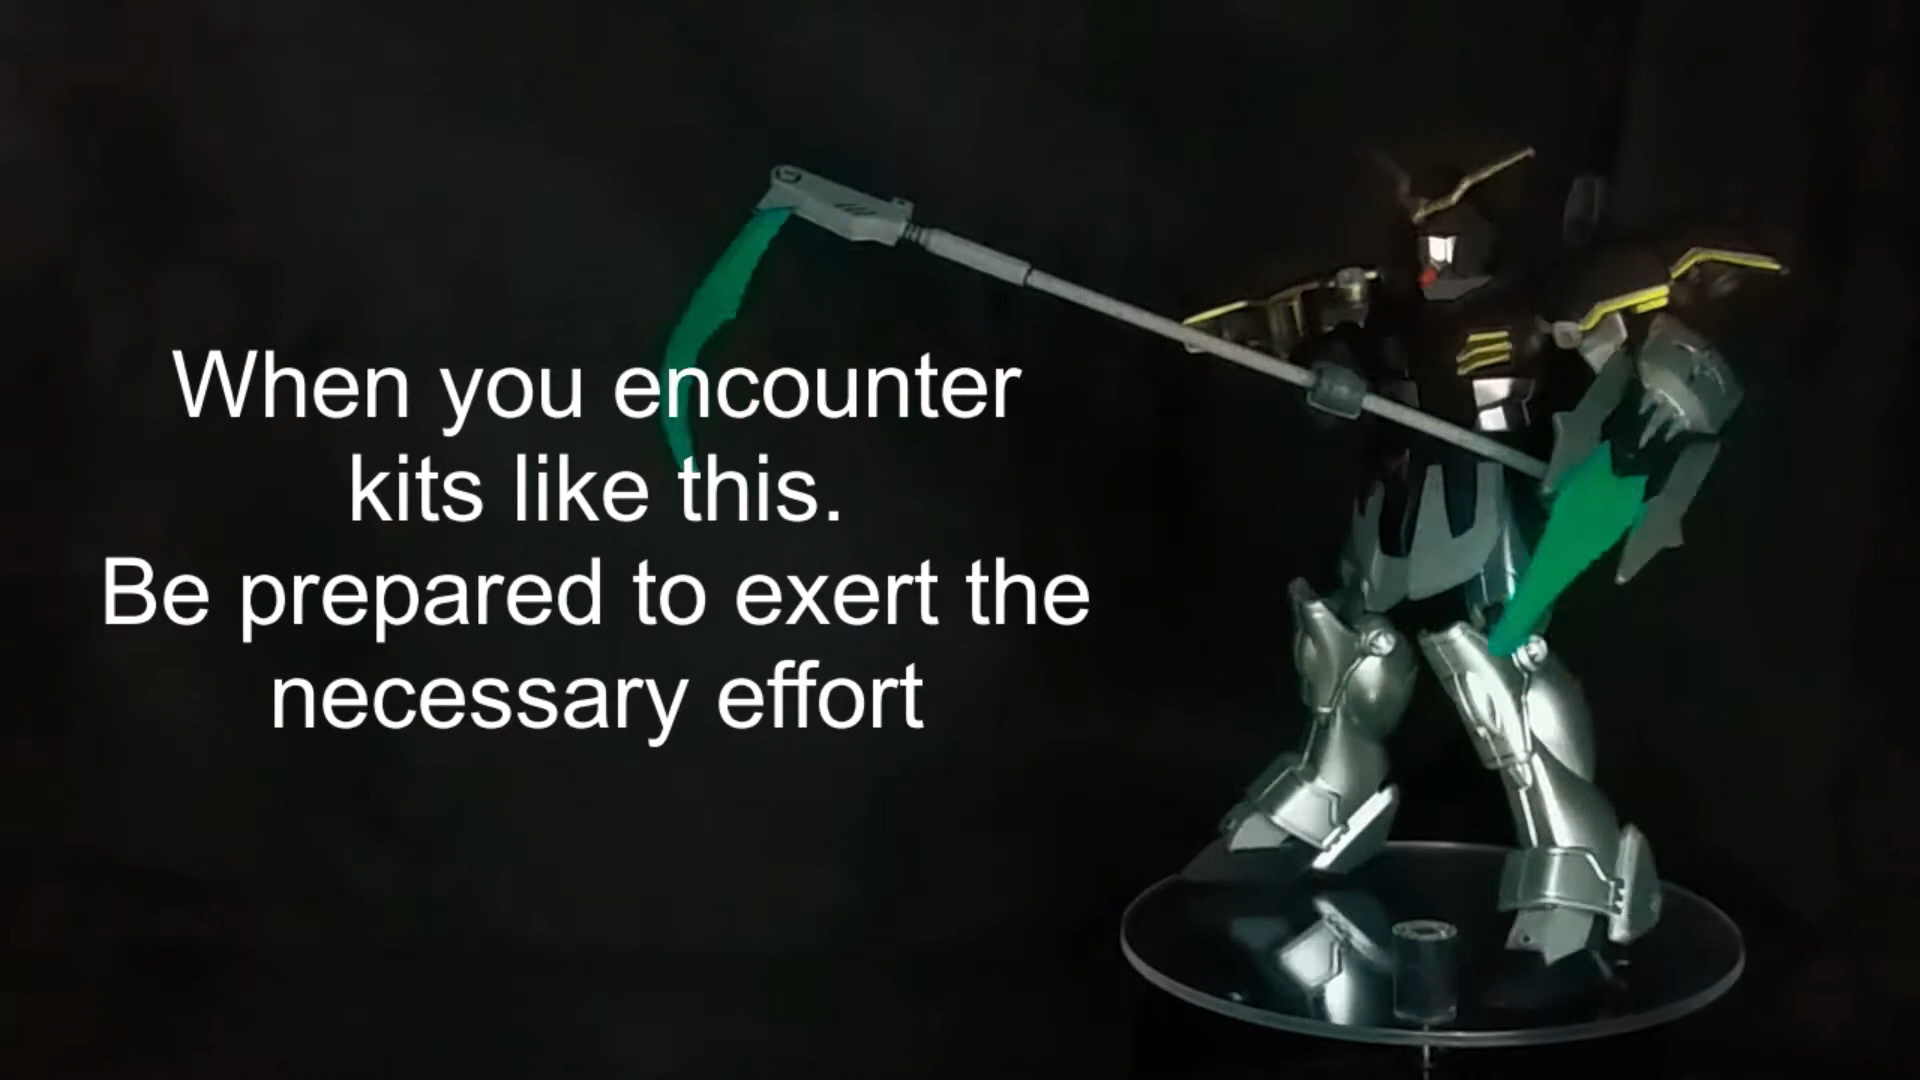 When you encounter
kits like this.
Be prepared to exert the
necessary effort